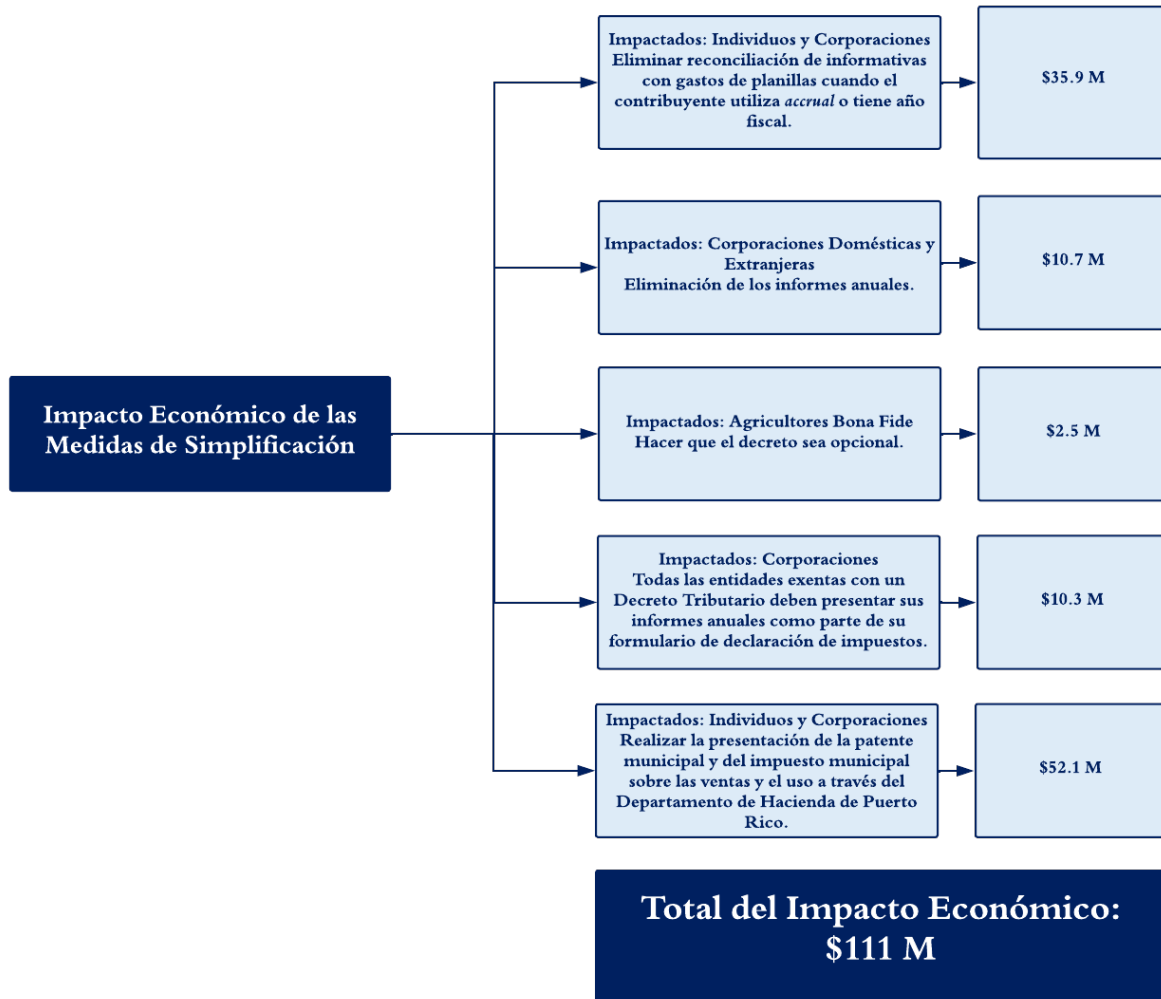 Impactados: Individuos y Corporaciones
Eliminar reconciliación de informativas
con gastos de planillas cuando el
contribuyente utiliza accrual o tiene año
fiscal.
$35.9 M
Impactados: Corporaciones Domésticas y
Extranjeras
Eliminación de los informes anuales.
$10.7 M
Impacto Económico de las
Medidas de Simplificación
Impactados: Agricultores Bona Fide
Hacer que el decreto sea opcional.
$2.5 M
Impactados: Corporaciones
Todas las entidades exentas con un
Decreto Tributario deben presentar sus
informes anuales como parte de su
formulario de declaración de impuestos.
$10.3 M
Impactados: Individuos y Corporaciones
Realizar la presentación de la patente
municipal y del impuesto municipal
sobre las ventas y el uso a través del
Departamento de Hacienda de Puerto
Rico.
$52.1 M
Total del Impacto Económico:
$111 M